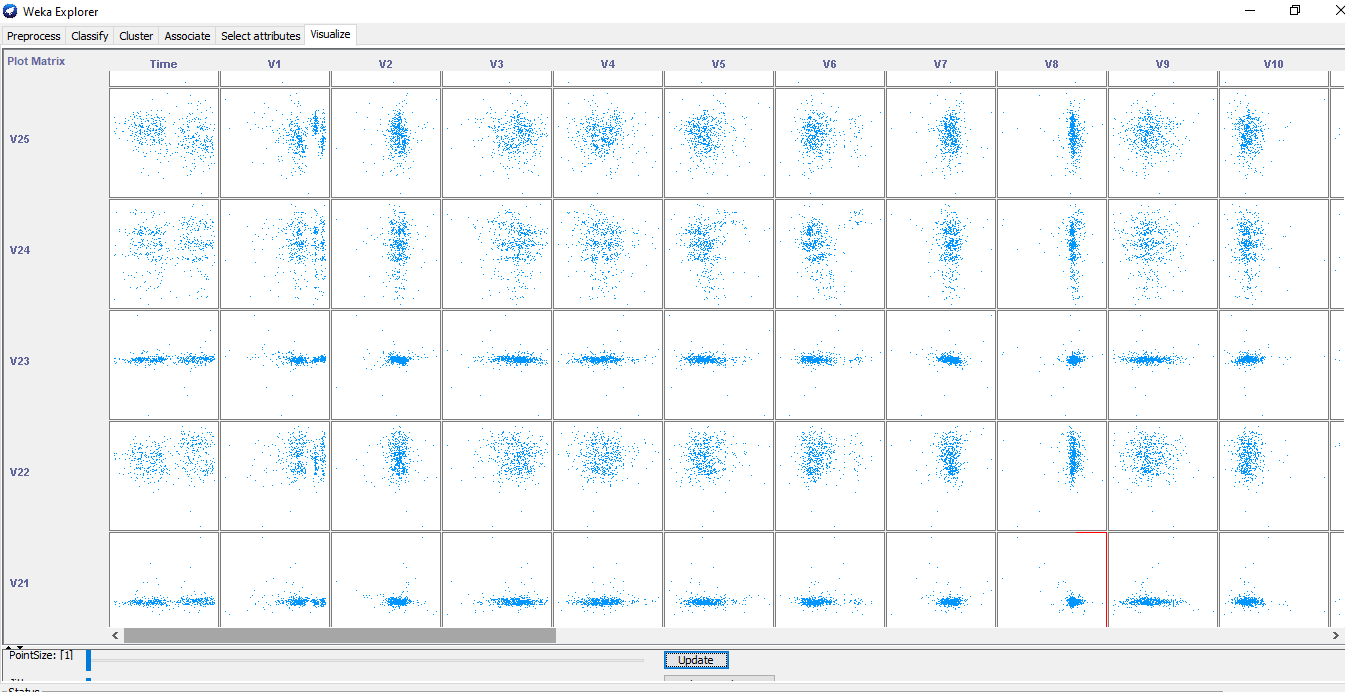 Weka Explorer
Preprocess Classify Cluster Associate Select attributes Visualize
Plot Matrix Time V1 V2 V3 V4 V5 V6 V7 V8 V9 V10
V25
V24
V23
V22
V21
PointSize: [1] Update
Status